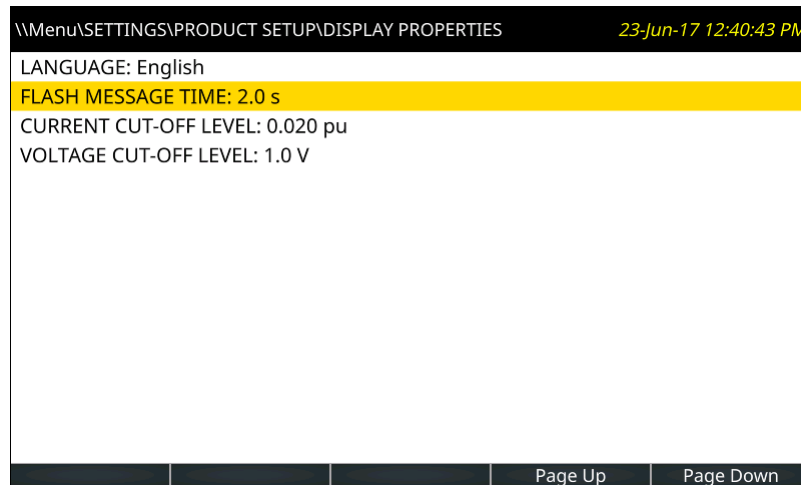 \\Menu\SETTINGS\PRODUCT SETUP\DISPLAY PROPERTIES 23-Jun-17 12:40:43 PM
LANGUAGE: English
FLASH MESSAGE TIME: 2.0 s
CURRENT CUT-OFF LEVEL: 0.020 pu
VOLTAGE CUT-OFF LEVEL: 1.0 V
Page Up Page Down